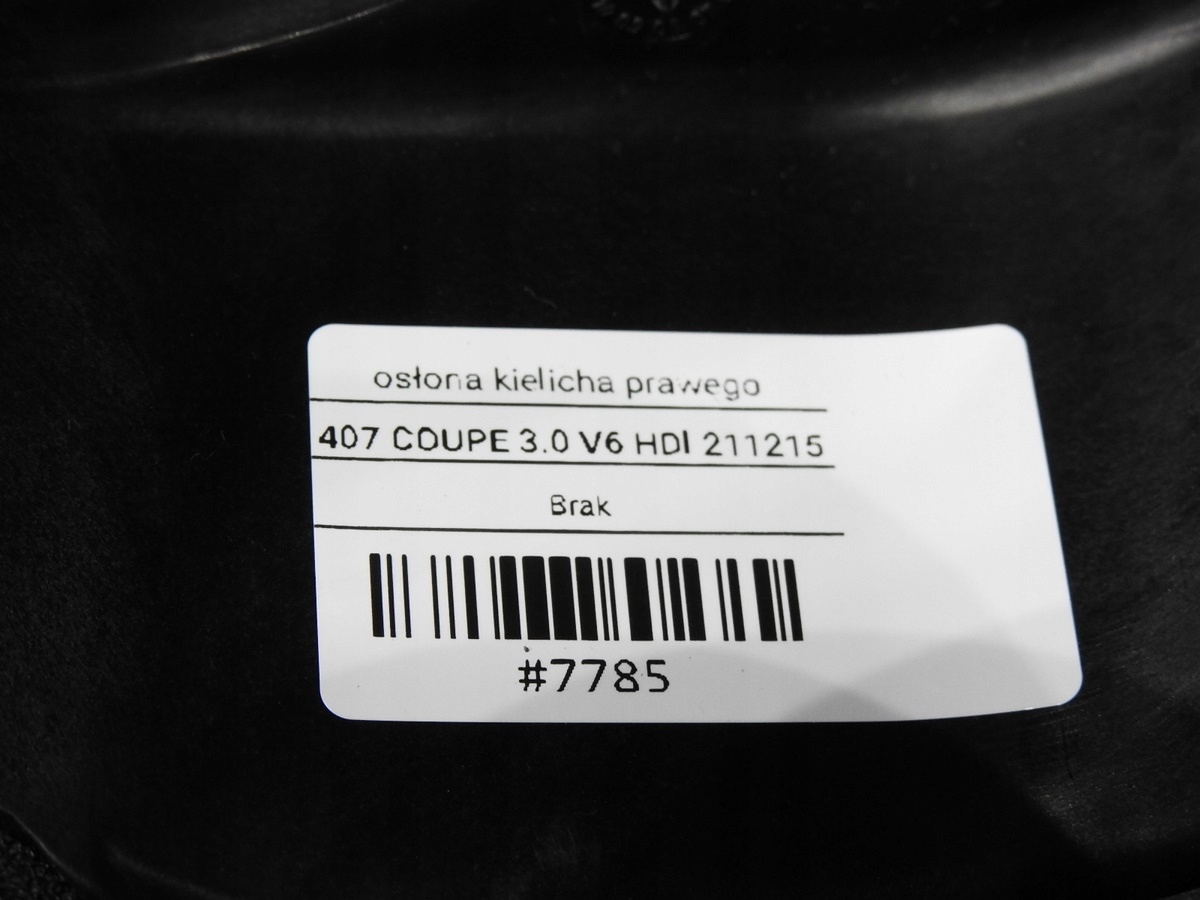 osłona kielicha prawego
407 COUPE 3.0 V6 HDI 211215
Brak
#7785